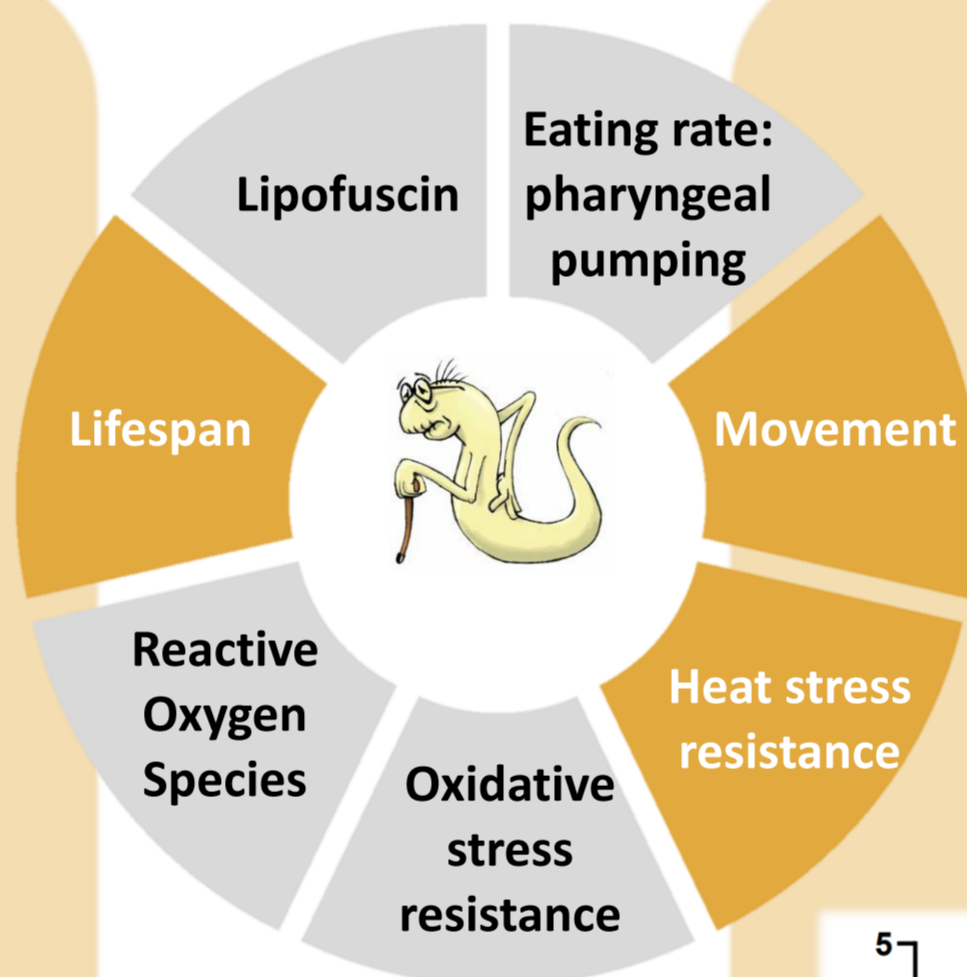 Lipofuscin
Eating rate:
pharyngeal
pumping
Lifespan
Movement
Reactive
Oxygen
Species
Heat stress
resistance
Oxidative
stress
resistance
5